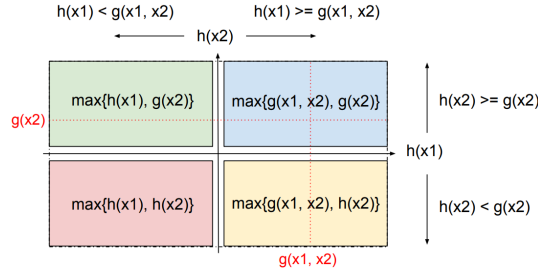 h(x1) < g(x1, x2) h(x1) >= g(x1, x2)
h(x2)
max{h(x1), g(x2)} max{g(x1, x2), g(x2)} h(x2) >= g(x2)
g(x2)
h(x1)
max{h(x1), h(x2)} max{g(x1, x2), h(x2)} h(x2) < g(x2)
g(x1, x2)